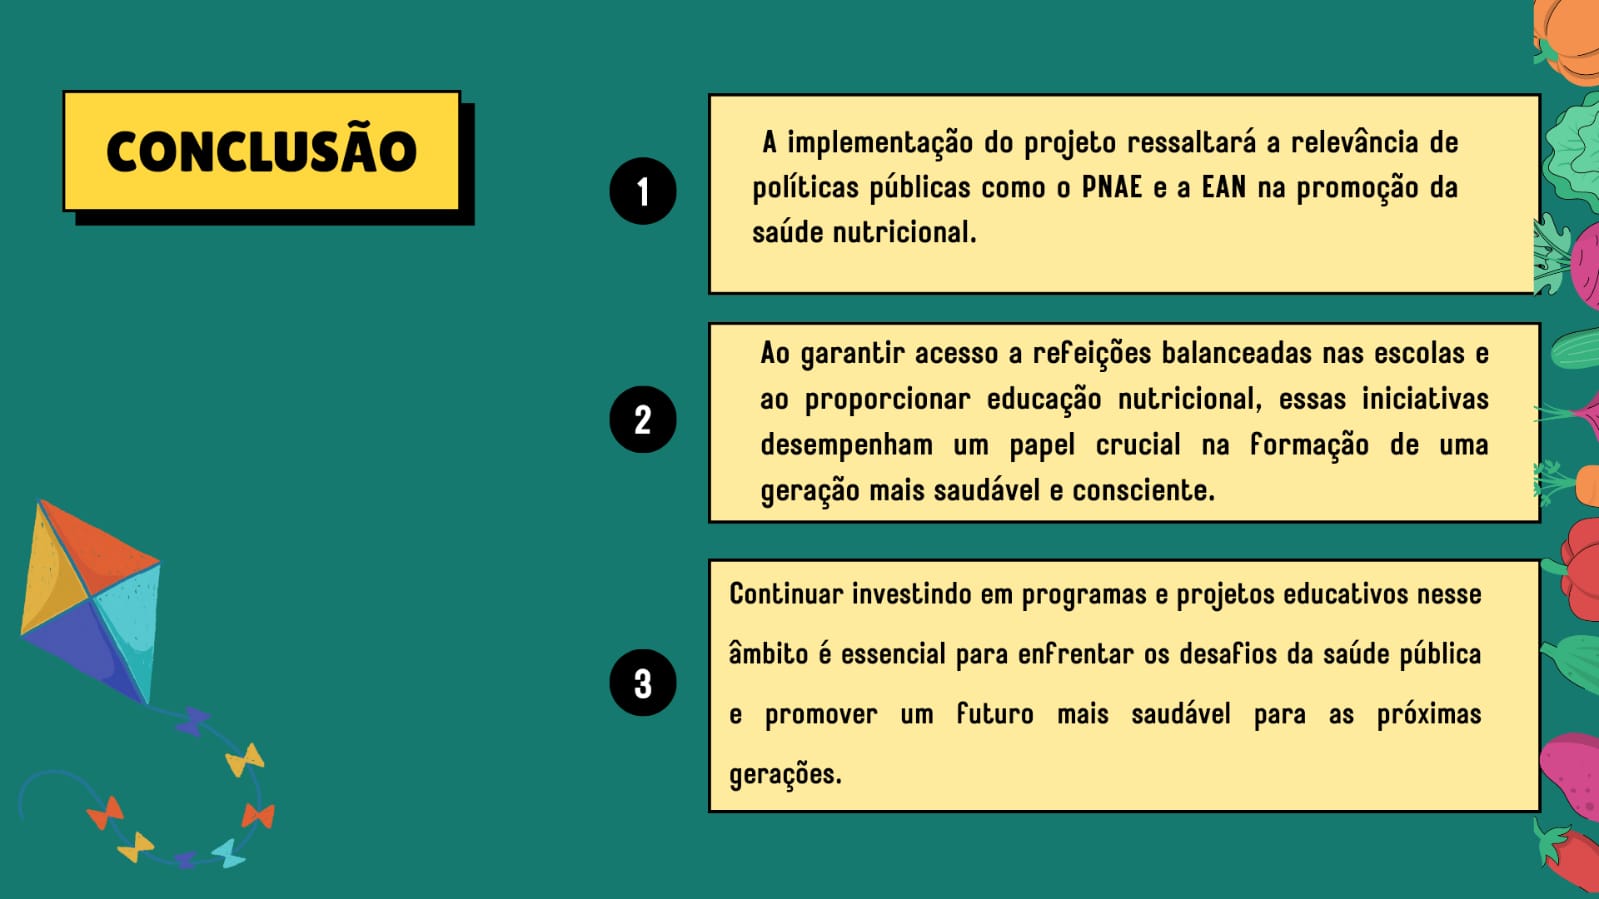 CONCLUSÃO
1
A implementação do projeto ressaltará a relevância de
políticas públicas como o PNAE e a EAN na promoção da
saúde nutricional.
2
Ao garantir acesso a refeições balanceadas nas escolas e
ao proporcionar educação nutricional, essas iniciativas
desempenham um papel crucial na formação de uma
geração mais saudável e consciente.
3
Continuar investindo em programas e projetos educativos nesse
âmbito é essencial para enfrentar os desafios da saúde pública
e promover um futuro mais saudável para as próximas
gerações.